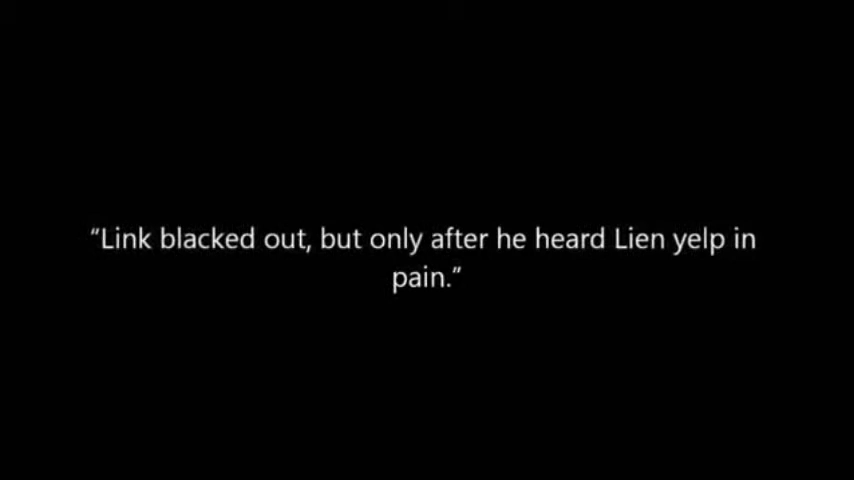 “Link blacked out, but only after he heard Lien yelp in
pain.”